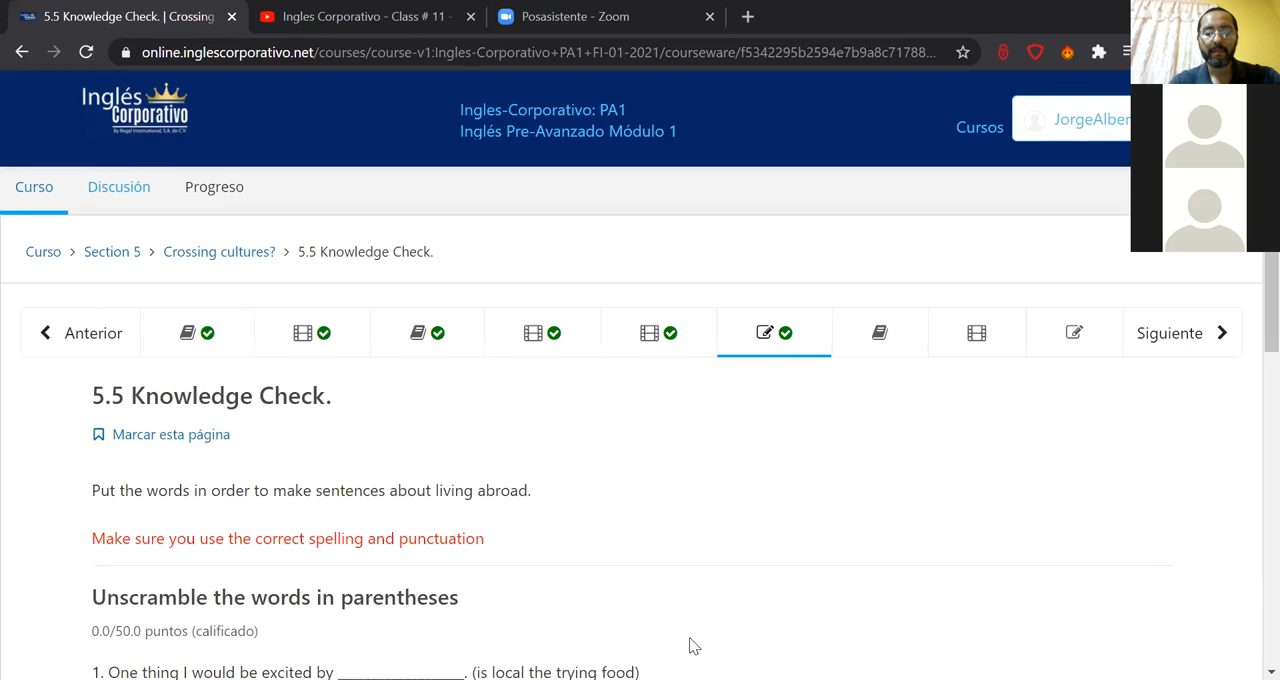 5.5 Knowledge Check. | Crossing
Ingles Corporativo - Class # 11 -
Posasistente - Zoom
online.inglescorporativo.net/courses/course-v1:Ingles-Corporativo+PA1+FI-01-2021/courseware/f5342295b2594e7b9a8c71788...
Inglés
Corporativo
Ingles-Corporativo: PA1
Inglés Pre-Avanzado Módulo 1
Cursos
JorgeAlber
Curso
Discusión
Progreso
Curso > Section 5 > Crossing cultures? > 5.5 Knowledge Check.
Anterior
Siguiente
5.5 Knowledge Check.
Marcar esta página
Put the words in order to make sentences about living abroad.
Make sure you use the correct spelling and punctuation
Unscramble the words in parentheses
0.0/50.0 puntos (calificado)
1. One thing I would be excited by ________________. (is local the trying food)